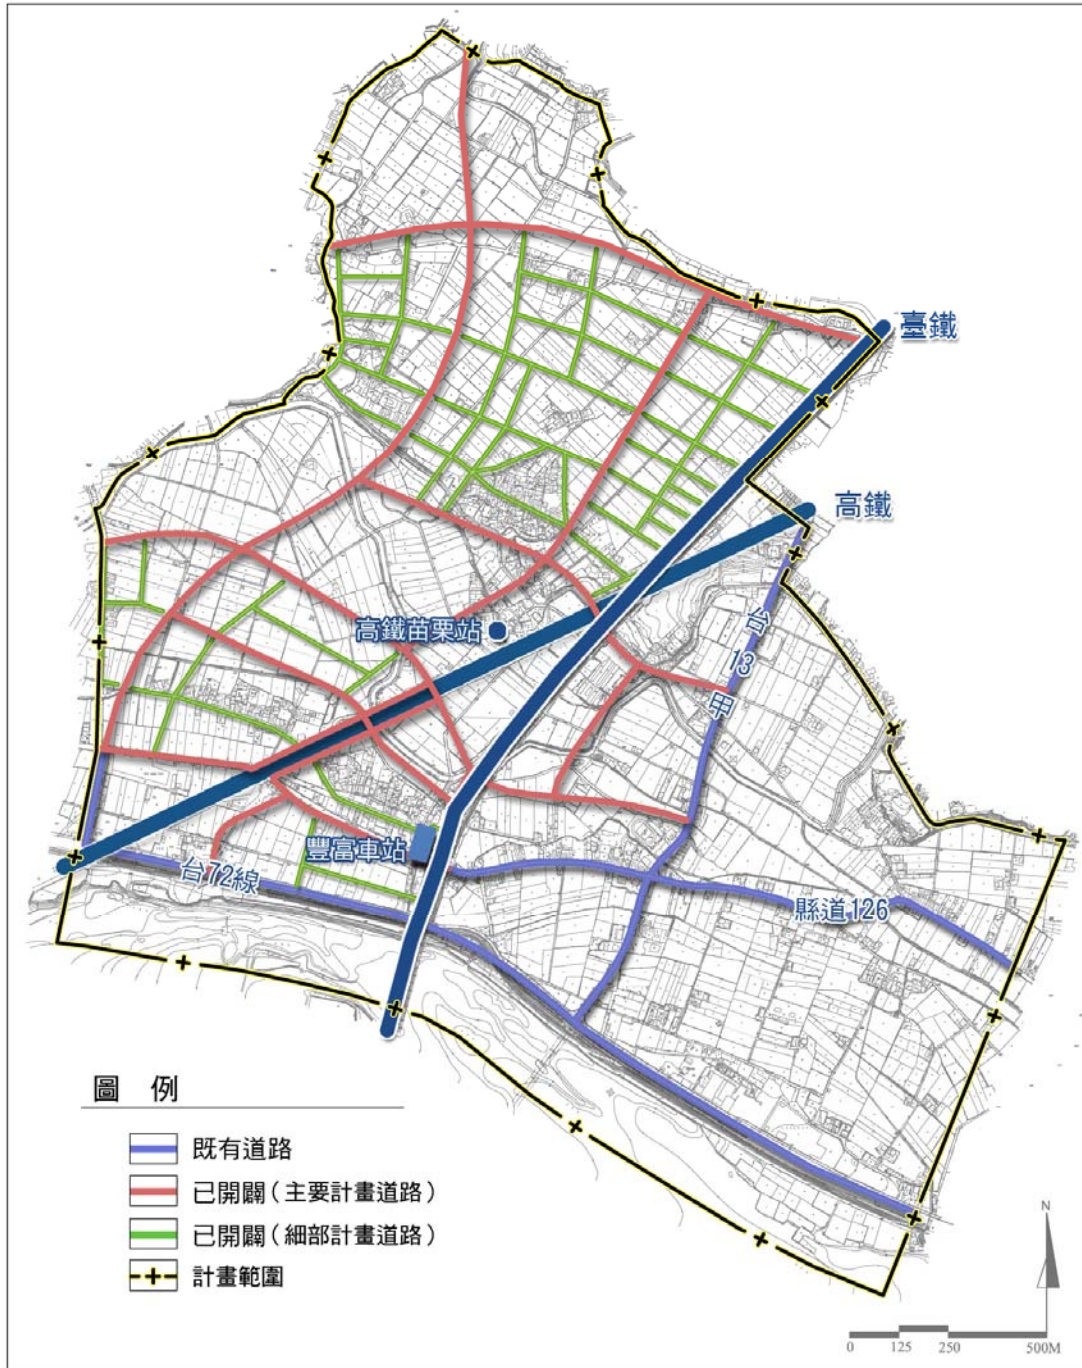 臺鐵
高鐵
台13甲
高鐵苗栗站
豐富車站
台72線
縣道126
圖 例
既有道路
已開闢(主要計畫道路)
已開闢(細部計畫道路)
計畫範圍
N
0 125 250 500M